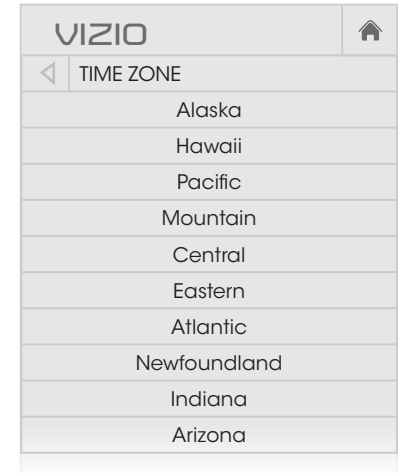 VIZIO
TIME ZONE
Alaska
Hawaii
Pacific
Mountain
Central
Eastern
Atlantic
Newfoundland
Indiana
Arizona